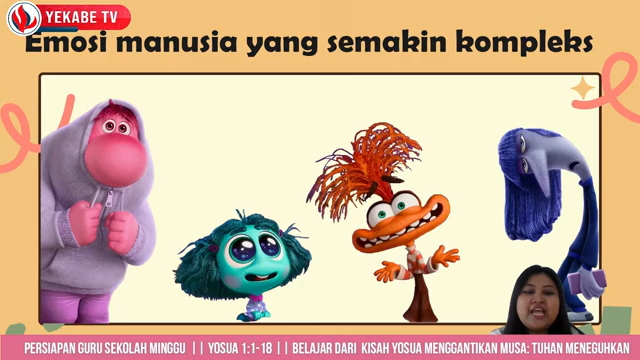 YEKABE TV
Emosi manusia yang semakin kompleks
PERSIAPAN GURU SEKOLAH MINGGU || YOSUA 1:1-18 || BELAJAR DARI KISAH YOSUA MENGGANTIKAN MUSA: TUHAN MENEGUHKAN